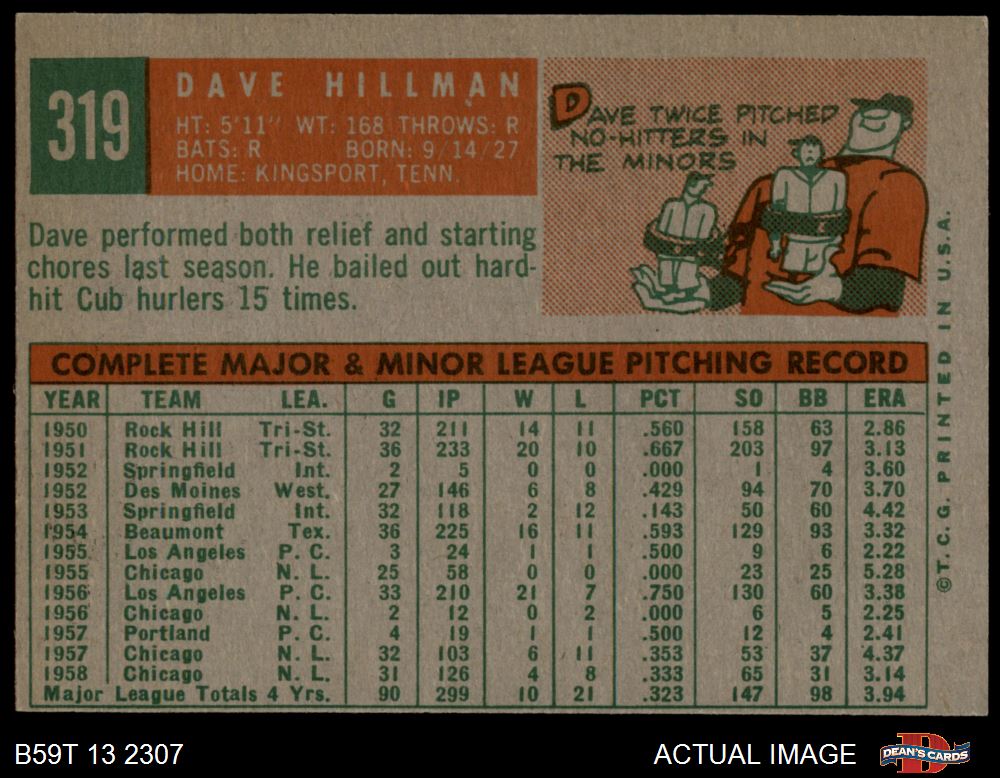 319
DAVE HILLMAN
HT: 5'11" WT: 168 THROWS: R
BATS: R BORN: 9/14/27
HOME: KINGSPORT, TENN.
DAVE TWICE PITCHED
NO-HITTERS IN
THE MINORS
Dave performed both relief and starting
chores last season. He bailed out hard-
hit Cub hurlers 15 times.
COMPLETE MAJOR & MINOR LEAGUE PITCHING RECORD
YEAR TEAM LEA. G IP W L PCT SO BB ERA
1950 Rock Hill Tri-St. 32 211 14 11 .560 158 63 2.86
1951 Rock Hill Tri-St. 36 233 20 10 .667 203 97 3.13
1952 Springfield Int. 2 5 0 0 .000 1 4 3.60
1952 Des Moines West. 27 146 6 8 .429 94 70 3.70
1953 Springfield Int. 32 118 2 12 .143 50 60 4.42
1954 Beaumont Tex. 36 225 16 11 .593 129 93 3.32
1955 Los Angeles P. C. 3 24 1 1 .500 9 6 2.22
1955 Chicago N. L. 25 58 0 0 .000 23 25 5.28
1956 Los Angeles P. C. 33 210 21 7 .750 130 60 3.38
1956 Chicago N. L. 2 12 0 2 .000 6 5 2.25
1957 Portland P. C. 4 19 1 1 .500 12 4 2.41
1957 Chicago N. L. 32 103 6 11 .353 53 37 4.37
1958 Chicago N. L. 31 126 4 8 .333 65 31 3.14
Major League Totals 4 Yrs. 90 299 10 21 .323 147 98 3.94
©T.C.G. PRINTED IN U.S.A.
B59T 13 2307
ACTUAL IMAGE
DEAN'S CARDS